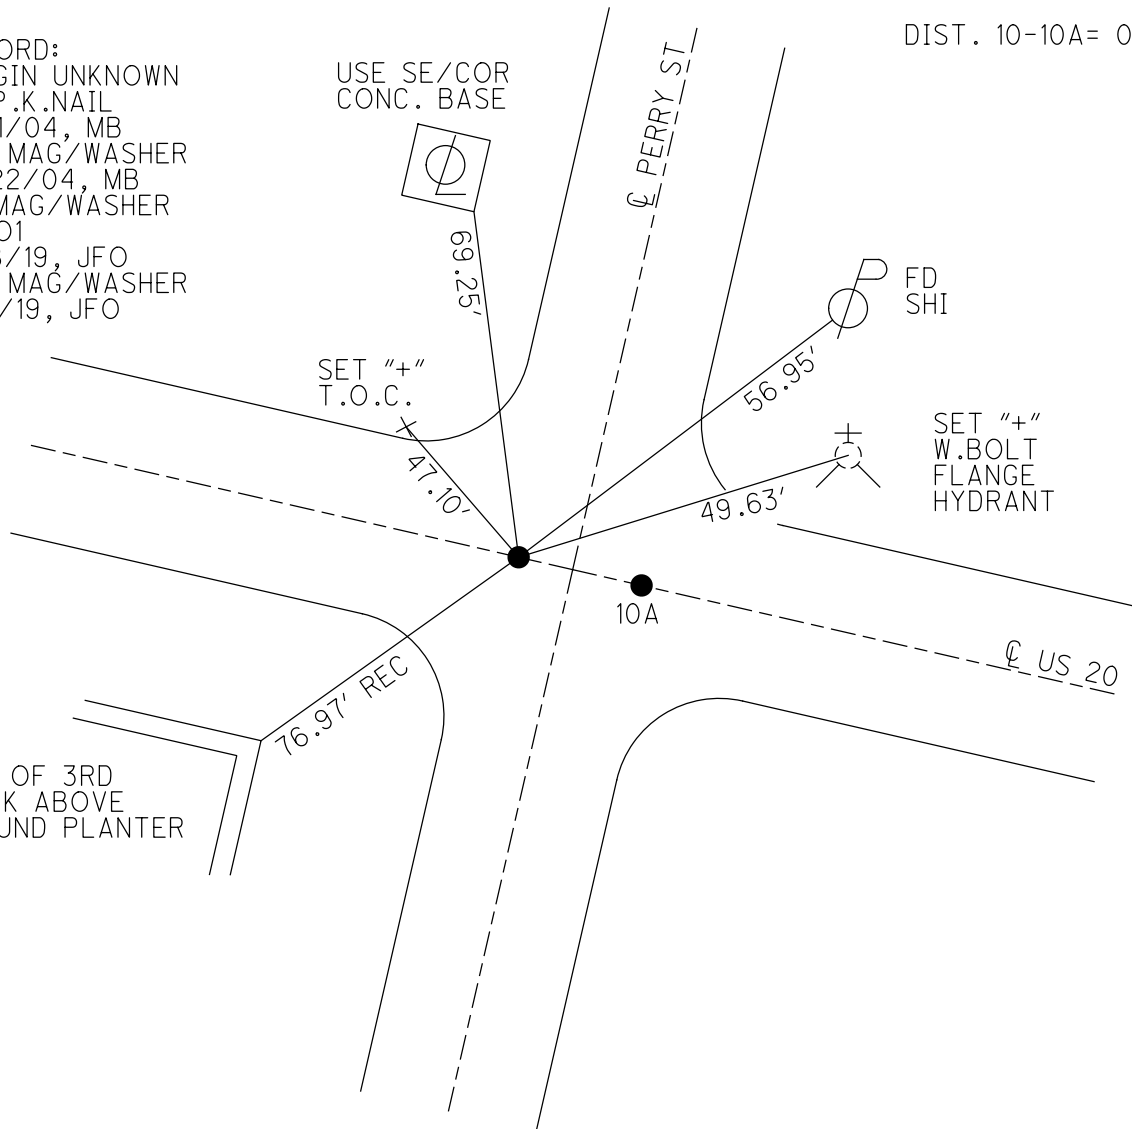 DIST. 10-10A= 0
ORD:
GIN UNKNOWN
P.K.NAIL
1/04, MB
MAG/WASHER
22/04, MB
MAG/WASHER
01
/19, JFO
MAG/WASHER
/19, JFO
USE SE/COR
CONC. BASE
℄ PERRY ST
69.25'
FD
SHI
SET "+"
T.O.C.
56.95'
SET "+"
W.BOLT
FLANGE
HYDRANT
47.10'
49.63'
10A
℄ US 20
76.97' REC
OF 3RD
K ABOVE
UND PLANTER